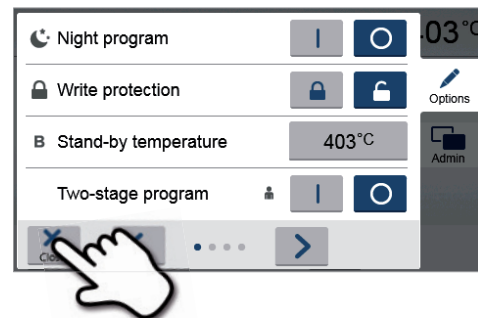 Night program
03°C
Write protection
Options
B Stand-by temperature 403°C
Admin
Two-stage program